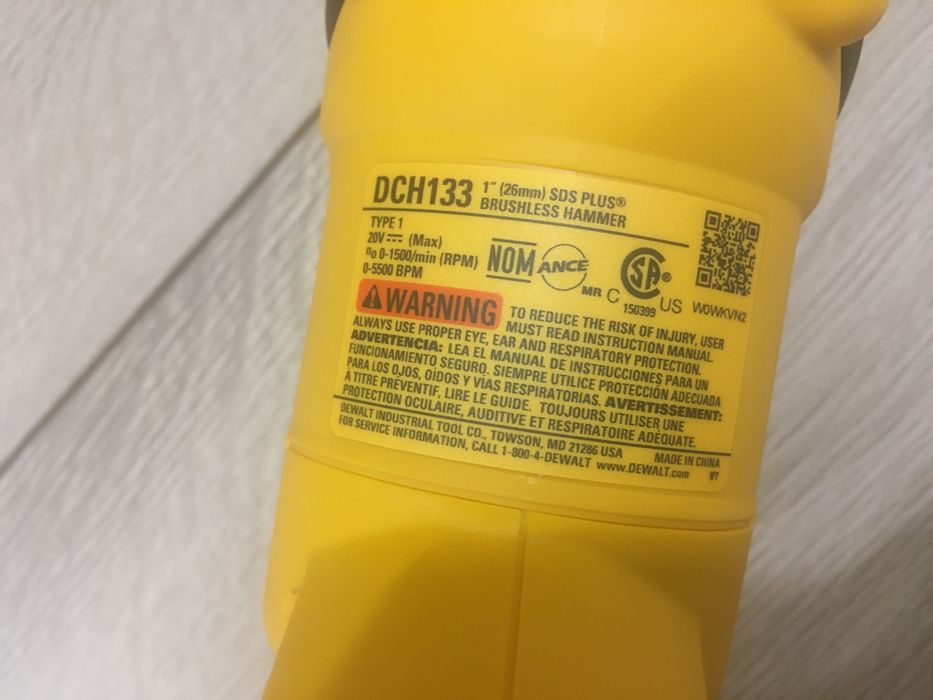 DCH133 1" (26mm) SDS PLUS®
BRUSHLESS HAMMER
TYPE 1
20V ⎓ (Max)
n₀ 0-1500/min (RPM)
0-5500 BPM
NOM ANCE MR
C SA® US
150399
W0WKVN2
⚠WARNING TO REDUCE THE RISK OF INJURY, USER
MUST READ INSTRUCTION MANUAL.
ALWAYS USE PROPER EYE, EAR AND RESPIRATORY PROTECTION.
ADVERTENCIA: LEA EL MANUAL DE INSTRUCCIONES PARA UN
FUNCIONAMIENTO SEGURO. SIEMPRE UTILICE PROTECCIÓN ADECUADA
PARA LOS OJOS, OÍDOS Y VÍAS RESPIRATORIAS. AVERTISSEMENT:
À TITRE PRÉVENTIF, LIRE LE GUIDE. TOUJOURS UTILISER UNE
PROTECTION OCULAIRE, AUDITIVE ET RESPIRATOIRE ADÉQUATE.
DEWALT INDUSTRIAL TOOL CO., TOWSON, MD 21286 USA MADE IN CHINA
FOR SERVICE INFORMATION, CALL 1-800-4-DEWALT www.DEWALT.com WY